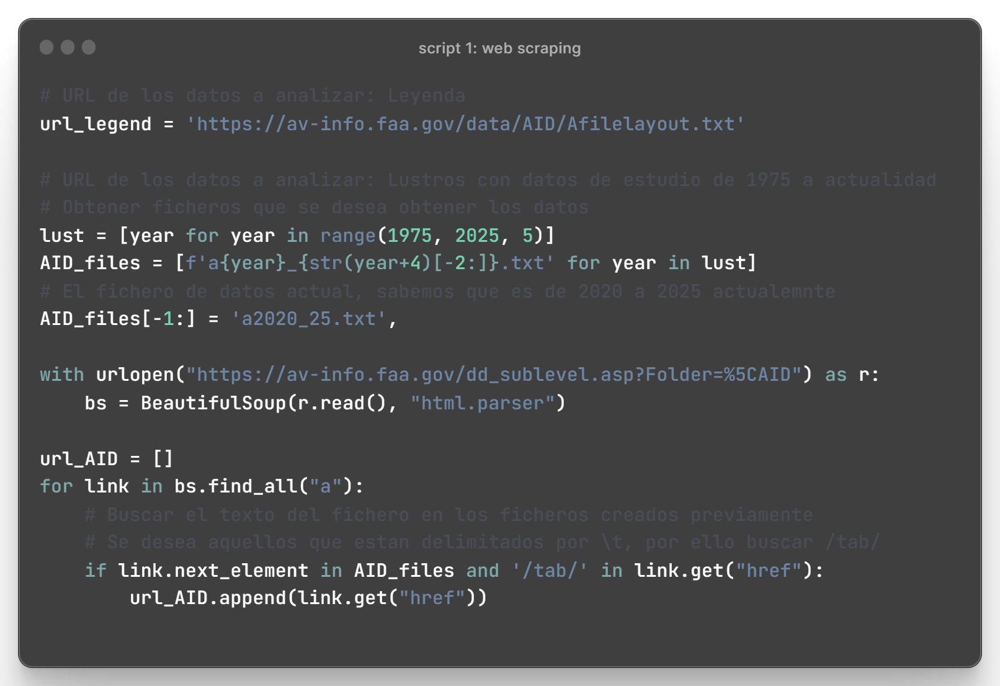 script 1: web scraping
# URL de los datos a analizar: Leyenda
url_legend = 'https://av-info.faa.gov/data/AID/Afilelayout.txt'
# URL de los datos a analizar: Lustros con datos de estudio de 1975 a actualidad
# Obtener ficheros que se desea obtener los datos
lust = [year for year in range(1975, 2025, 5)]
AID_files = [f'a{year}_{str(year+4)[-2:]}.txt' for year in lust]
# El fichero de datos actual, sabemos que es de 2020 a 2025 actualemnte
AID_files[-1:] = 'a2020_25.txt',
with urlopen("https://av-info.faa.gov/dd_sublevel.asp?Folder=%5CAID") as r:
    bs = BeautifulSoup(r.read(), "html.parser")
url_AID = []
for link in bs.find_all("a"):
    # Buscar el texto del fichero en los ficheros creados previamente
    # Se desea aquellos que estan delimitados por \t, por ello buscar /tab/
    if link.next_element in AID_files and '/tab/' in link.get("href"):
        url_AID.append(link.get("href"))